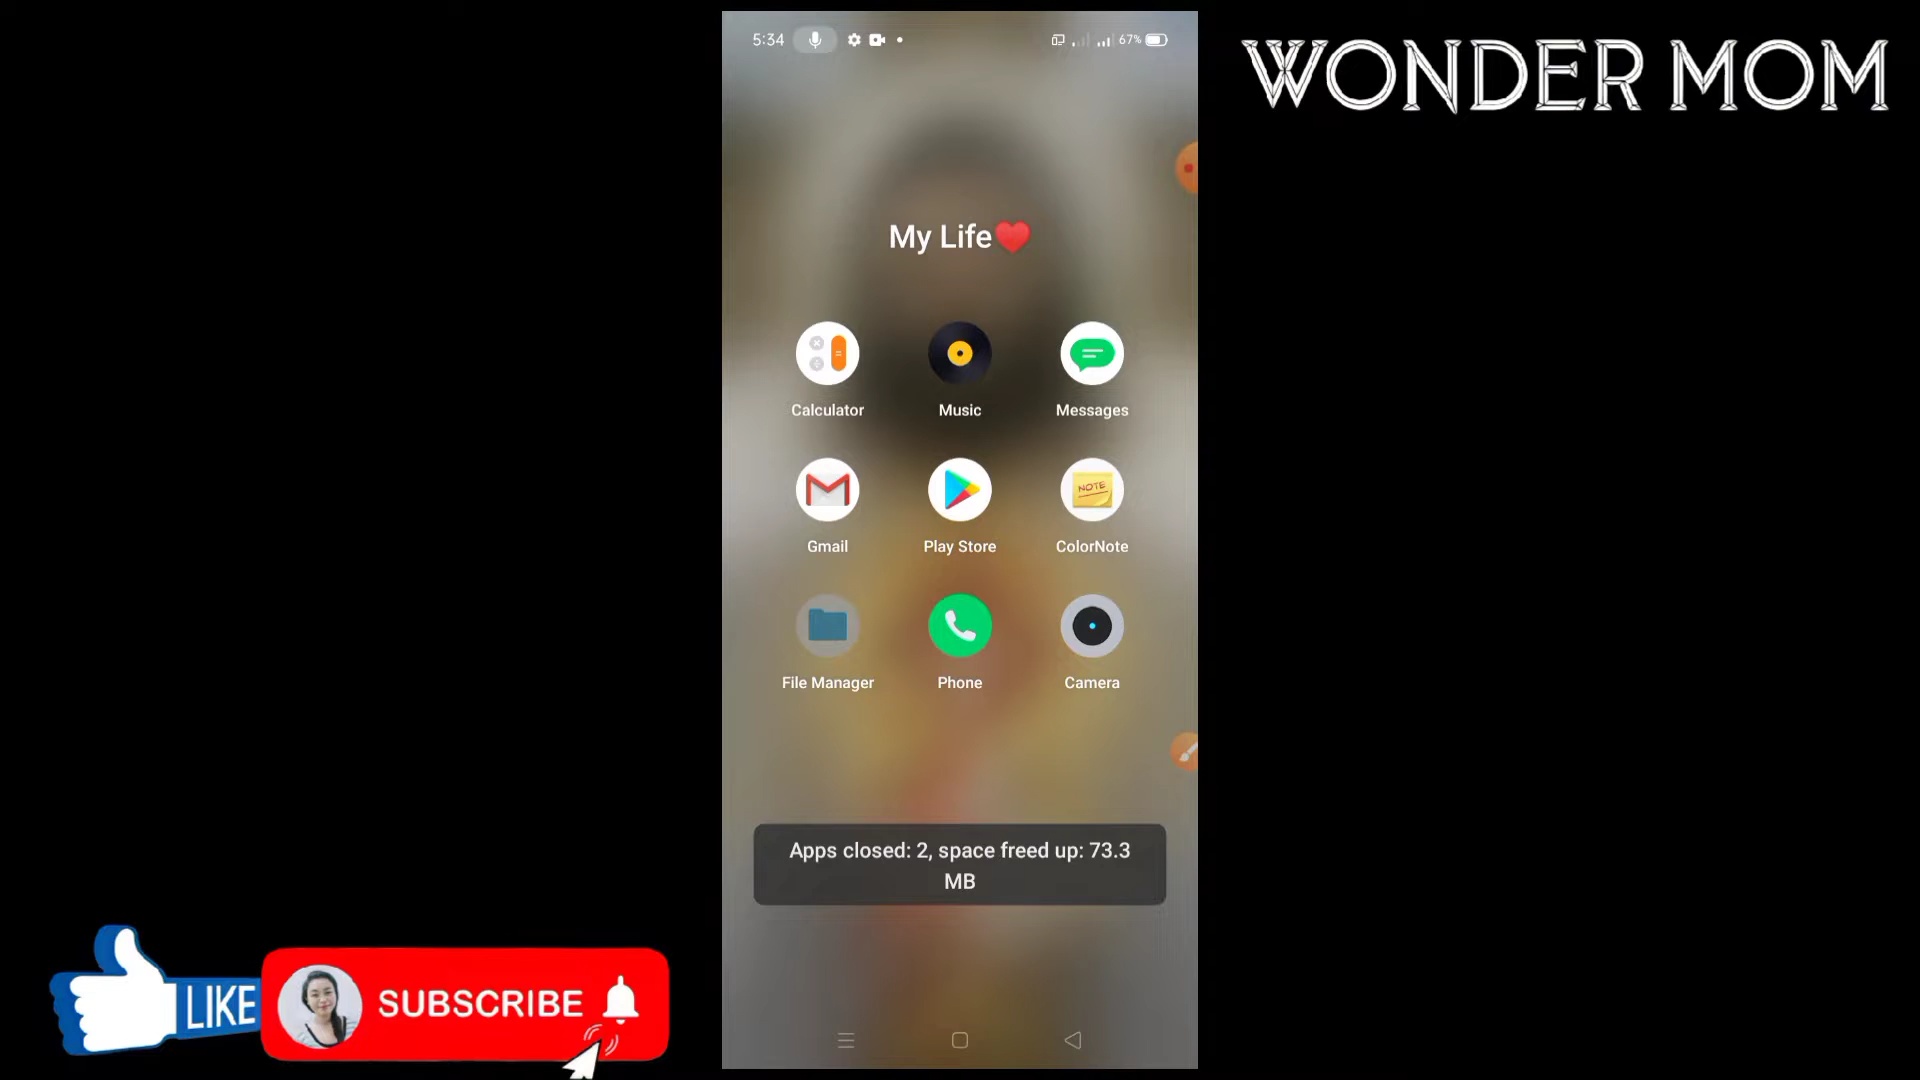 5:34
67%
WONDER MOM
My Life❤️
Calculator
Music
Messages
Gmail
Play Store
NOTE
ColorNote
File Manager
Phone
Camera
Apps closed: 2, space freed up: 73.3
MB
LIKE
SUBSCRIBE